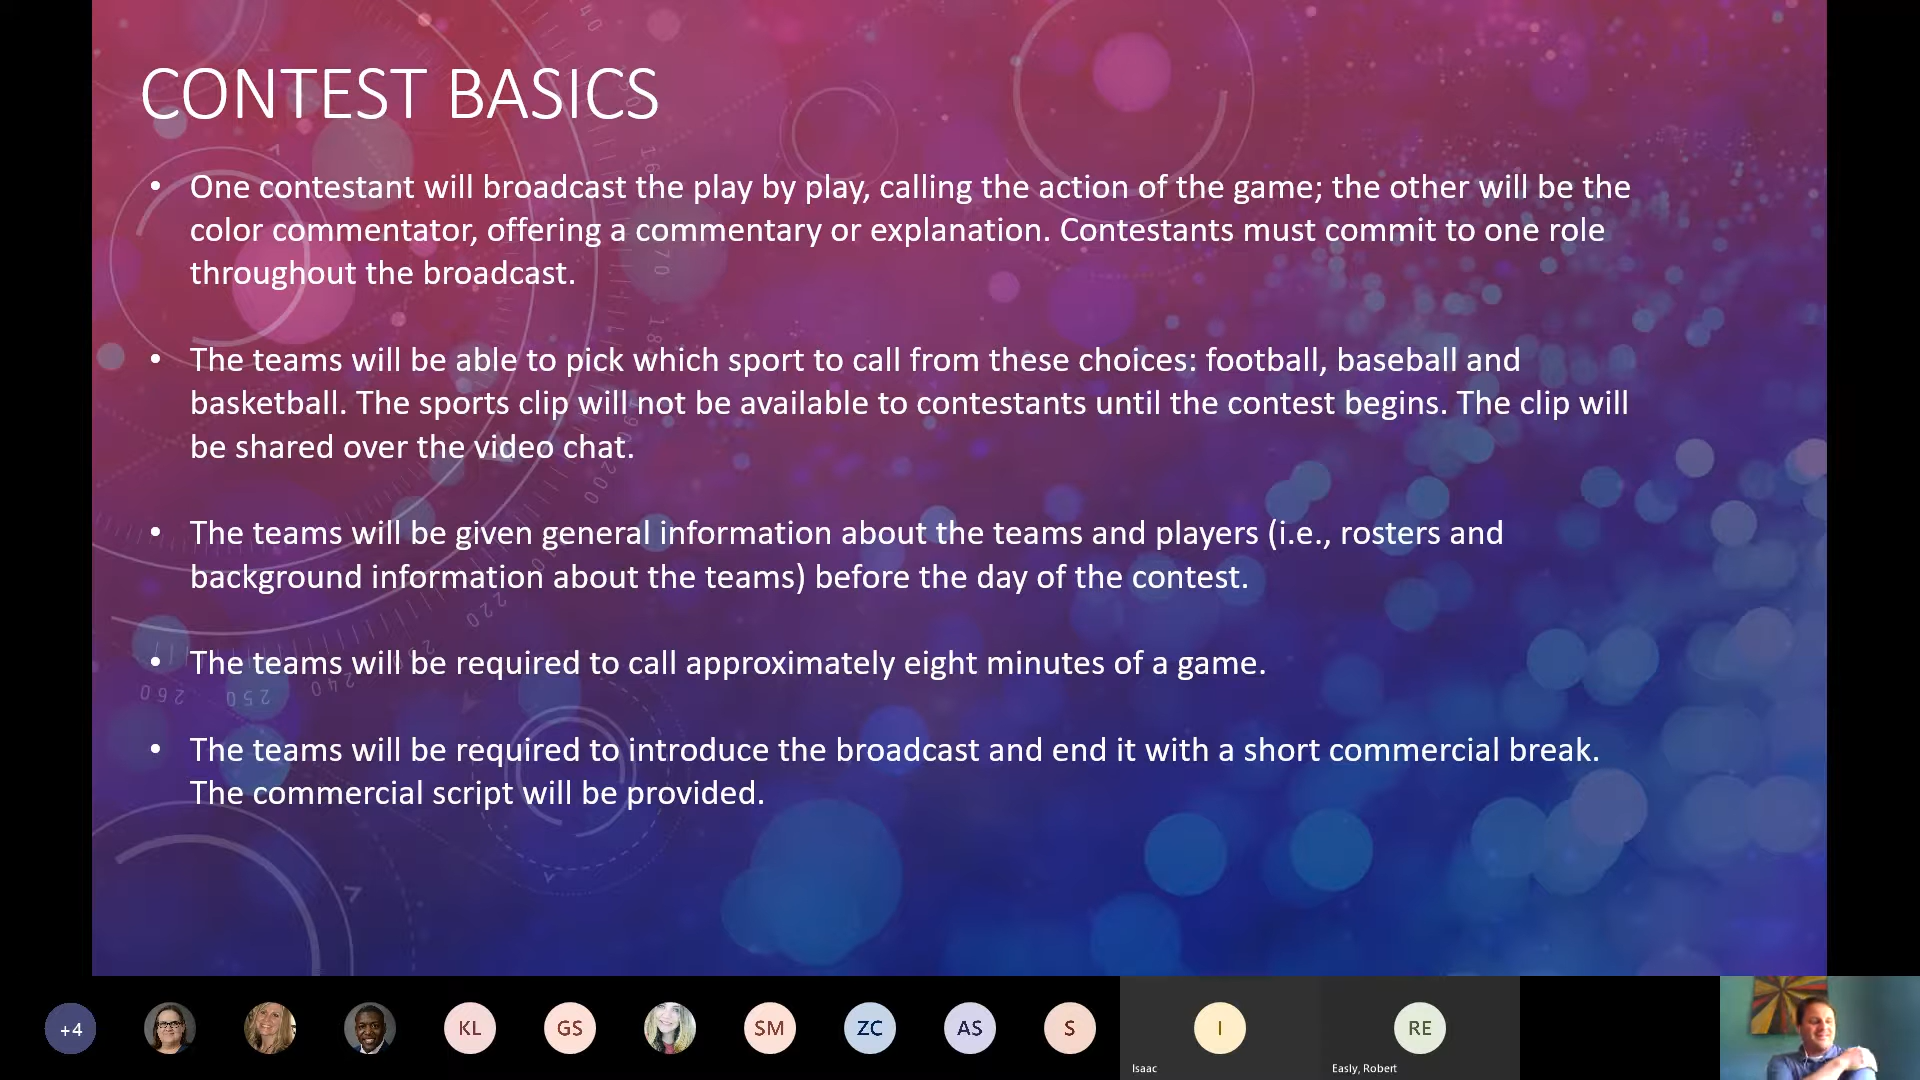 CONTEST BASICS
• One contestant will broadcast the play by play, calling the action of the game; the other will be the
color commentator, offering a commentary or explanation. Contestants must commit to one role
throughout the broadcast.
• The teams will be able to pick which sport to call from these choices: football, baseball and
basketball. The sports clip will not be available to contestants until the contest begins. The clip will
be shared over the video chat.
• The teams will be given general information about the teams and players (i.e., rosters and
background information about the teams) before the day of the contest.
• The teams will be required to call approximately eight minutes of a game.
• The teams will be required to introduce the broadcast and end it with a short commercial break.
The commercial script will be provided.
160
170
200
220
240
250
260
+4
KL
GS
SM
ZC
AS
S
I
RE
Isaac
Easly, Robert